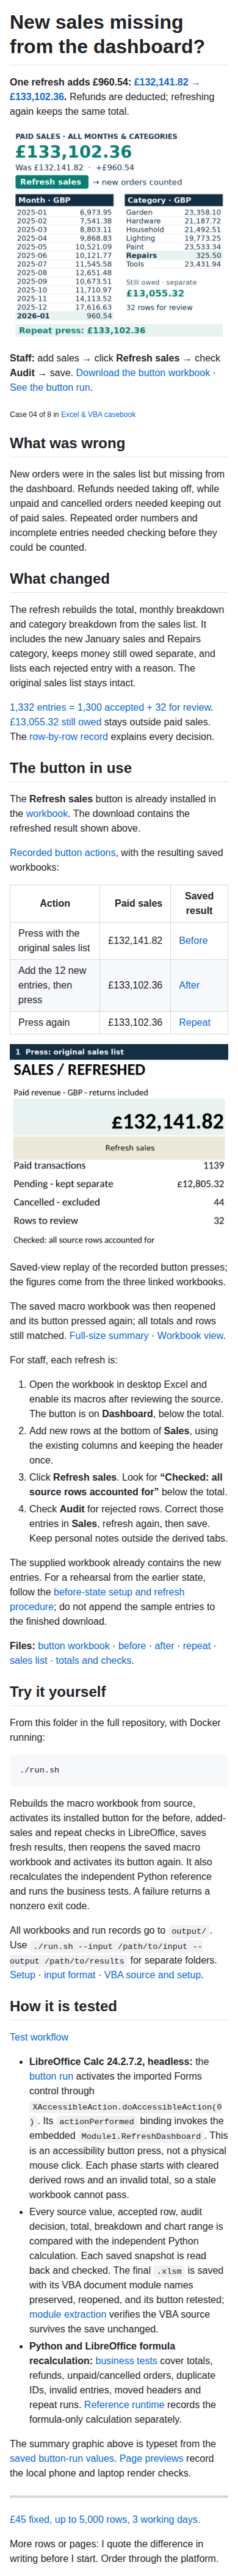 New sales missing
from the dashboard?
One refresh adds £960.54: £132,141.82 →
£133,102.36. Refunds are deducted; refreshing
again keeps the same total.
PAID SALES · ALL MONTHS & CATEGORIES
£133,102.36
Was £132,141.82 · +£960.54
Refresh sales → new orders counted
Month · GBP
2025-01 6,973.95
2025-02 7,541.38
2025-03 8,803.11
2025-04 9,868.83
2025-05 10,521.09
2025-06 10,121.77
2025-07 11,545.58
2025-08 12,651.48
2025-09 10,673.51
2025-10 11,710.97
2025-11 14,113.52
2025-12 17,616.63
2026-01 960.54
Category · GBP
Garden 23,358.10
Hardware 21,187.72
Household 21,492.51
Lighting 19,773.25
Paint 23,533.34
Repairs 325.50
Tools 23,431.94
Still owed · separate
£13,055.32
32 rows for review
Repeat press: £133,102.36
Staff: add sales → click Refresh sales → check
Audit → save. Download the button workbook ·
See the button run.
Case 04 of 8 in Excel & VBA casebook
What was wrong
New orders were in the sales list but missing from
the dashboard. Refunds needed taking off, while
unpaid and cancelled orders needed keeping out
of paid sales. Repeated order numbers and
incomplete entries needed checking before they
could be counted.
What changed
The refresh rebuilds the total, monthly breakdown
and category breakdown from the sales list. It
includes the new January sales and Repairs
category, keeps money still owed separate, and
lists each rejected entry with a reason. The
original sales list stays intact.
1,332 entries = 1,300 accepted + 32 for review.
£13,055.32 still owed stays outside paid sales.
The row-by-row record explains every decision.
The button in use
The Refresh sales button is already installed in
the workbook. The download contains the
refreshed result shown above.
Recorded button actions, with the resulting saved
workbooks:
Action Paid sales Saved
result
Press with the
original sales list £132,141.82 Before
Add the 12 new
entries, then
press £133,102.36 After
Press again £133,102.36 Repeat
1 Press: original sales list
SALES / REFRESHED
Paid revenue - GBP - returns included
£132,141.82
Refresh sales
Paid transactions 1139
Pending - kept separate £12,805.32
Cancelled - excluded 44
Rows to review 32
Checked: all source rows accounted for
Saved-view replay of the recorded button presses;
the figures come from the three linked workbooks.
The saved macro workbook was then reopened
and its button pressed again; all totals and rows
still matched. Full-size summary · Workbook view.
For staff, each refresh is:
1. Open the workbook in desktop Excel and
enable its macros after reviewing the source.
The button is on Dashboard, below the total.
2. Add new rows at the bottom of Sales, using
the existing columns and keeping the header
once.
3. Click Refresh sales. Look for “Checked: all
source rows accounted for” below the total.
4. Check Audit for rejected rows. Correct those
entries in Sales, refresh again, then save.
Keep personal notes outside the derived tabs.
The supplied workbook already contains the new
entries. For a rehearsal from the earlier state,
follow the before-state setup and refresh
procedure; do not append the sample entries to
the finished download.
Files: button workbook · before · after · repeat ·
sales list · totals and checks.
Try it yourself
From this folder in the full repository, with Docker
running:
./run.sh
Rebuilds the macro workbook from source,
activates its installed button for the before, added-
sales and repeat checks in LibreOffice, saves
fresh results, then reopens the saved macro
workbook and activates its button again. It also
recalculates the independent Python reference
and runs the business tests. A failure returns a
nonzero exit code.
All workbooks and run records go to output/ .
Use ./run.sh --input /path/to/input --
output /path/to/results for separate folders.
Setup · input format · VBA source and setup.
How it is tested
Test workflow
• LibreOffice Calc 24.2.7.2, headless: the
button run activates the imported Forms
control through
XAccessibleAction.doAccessibleAction(0
) . Its actionPerformed binding invokes the
embedded Module1.RefreshDashboard . This
is an accessibility button press, not a physical
mouse click. Each phase starts with cleared
derived rows and an invalid total, so a stale
workbook cannot pass.
• Every source value, accepted row, audit
decision, total, breakdown and chart range is
compared with the independent Python
calculation. Each saved snapshot is read
back and checked. The final .xlsm is saved
with its VBA document module names
preserved, reopened, and its button retested;
module extraction verifies the VBA source
survives the save unchanged.
• Python and LibreOffice formula
recalculation: business tests cover totals,
refunds, unpaid/cancelled orders, duplicate
IDs, invalid entries, moved headers and
repeat runs. Reference runtime records the
formula-only calculation separately.
The summary graphic above is typeset from the
saved button-run values. Page previews record
the local phone and laptop render checks.
£45 fixed, up to 5,000 rows, 3 working days.
More rows or pages: I quote the difference in
writing before I start. Order through the platform.